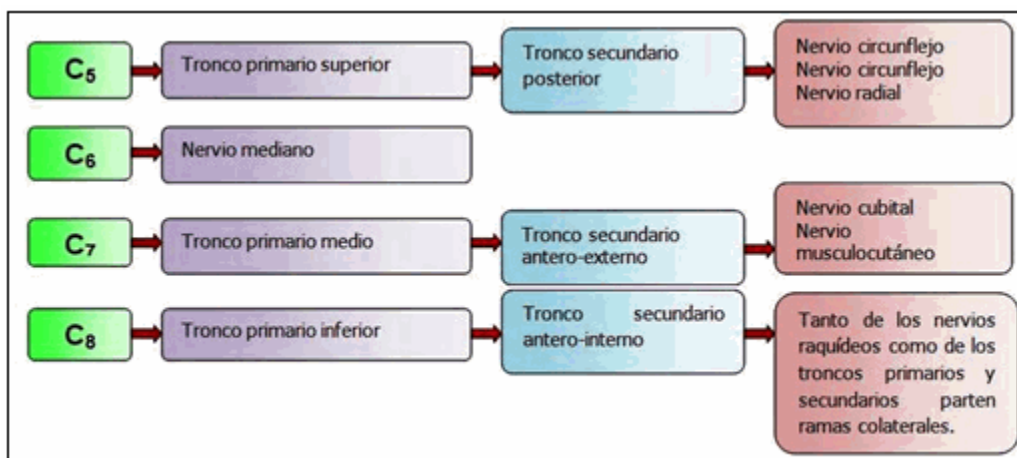 C5
Tronco primario superior
Tronco secundario
posterior
Nervio circunflejo
Nervio circunflejo
Nervio radial
C6
Nervio mediano
C7
Tronco primario medio
Tronco secundario
antero-externo
Nervio cubital
Nervio
musculocutáneo
C8
Tronco primario inferior
Tronco secundario
antero-interno
Tanto de los nervios
raquídeos como de los
troncos primarios y
secundarios parten
ramas colaterales.